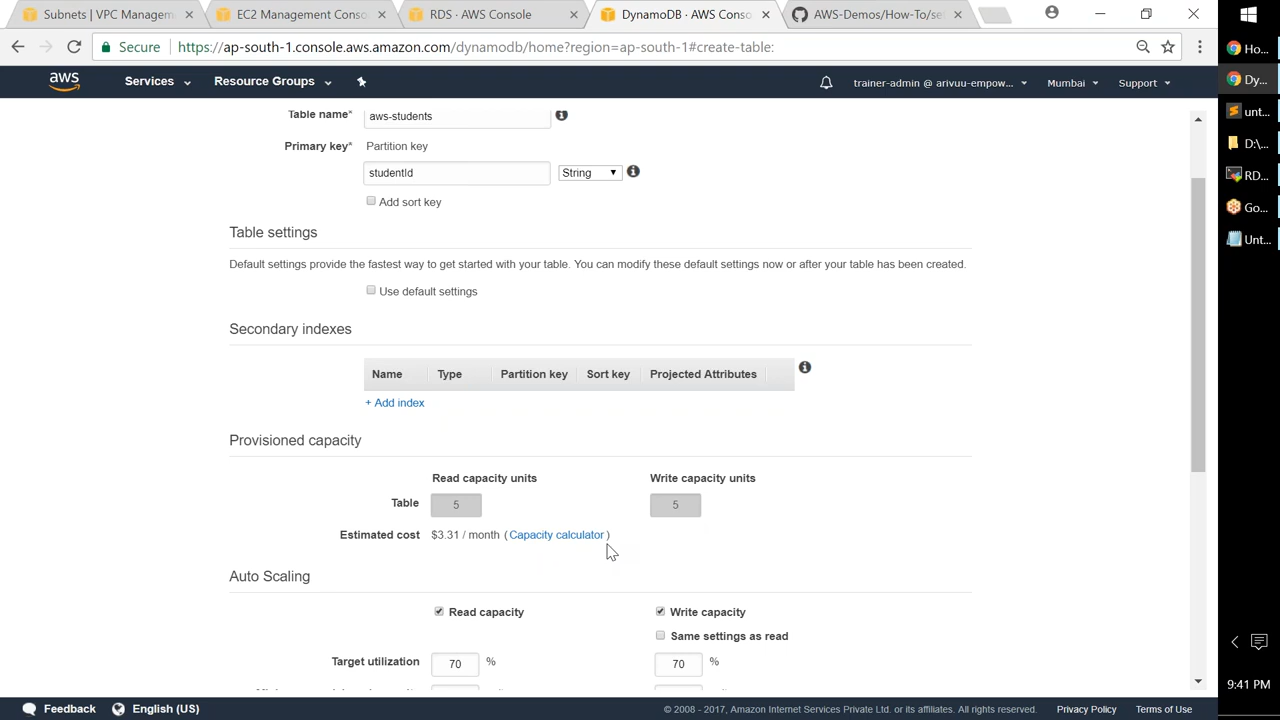 Subnets | VPC Managem
EC2 Management Conso
RDS · AWS Console
DynamoDB · AWS Conso
AWS-Demos/How-To/se
Secure
https://ap-south-1.console.aws.amazon.com/dynamodb/home?region=ap-south-1#create-table:
aws
Services
Resource Groups
trainer-admin @ arivuu-empow...
Mumbai
Support
Table name*
aws-students
Primary key*
Partition key
studentId
String
Add sort key
Table settings
Default settings provide the fastest way to get started with your table. You can modify these default settings now or after your table has been created.
Use default settings
Secondary indexes
Name Type Partition key Sort key Projected Attributes
+ Add index
Provisioned capacity
Read capacity units Write capacity units
Table 5 5
Estimated cost $3.31 / month (Capacity calculator)
Auto Scaling
Read capacity Write capacity
Same settings as read
Target utilization 70 % 70 %
Feedback
English (US)
© 2008 - 2017, Amazon Internet Services Private Ltd. or its affiliates. All rights reserved.
Privacy Policy
Terms of Use
Ho...
Dy...
unt...
D:\...
RD...
Go...
Unt...
9:41 PM